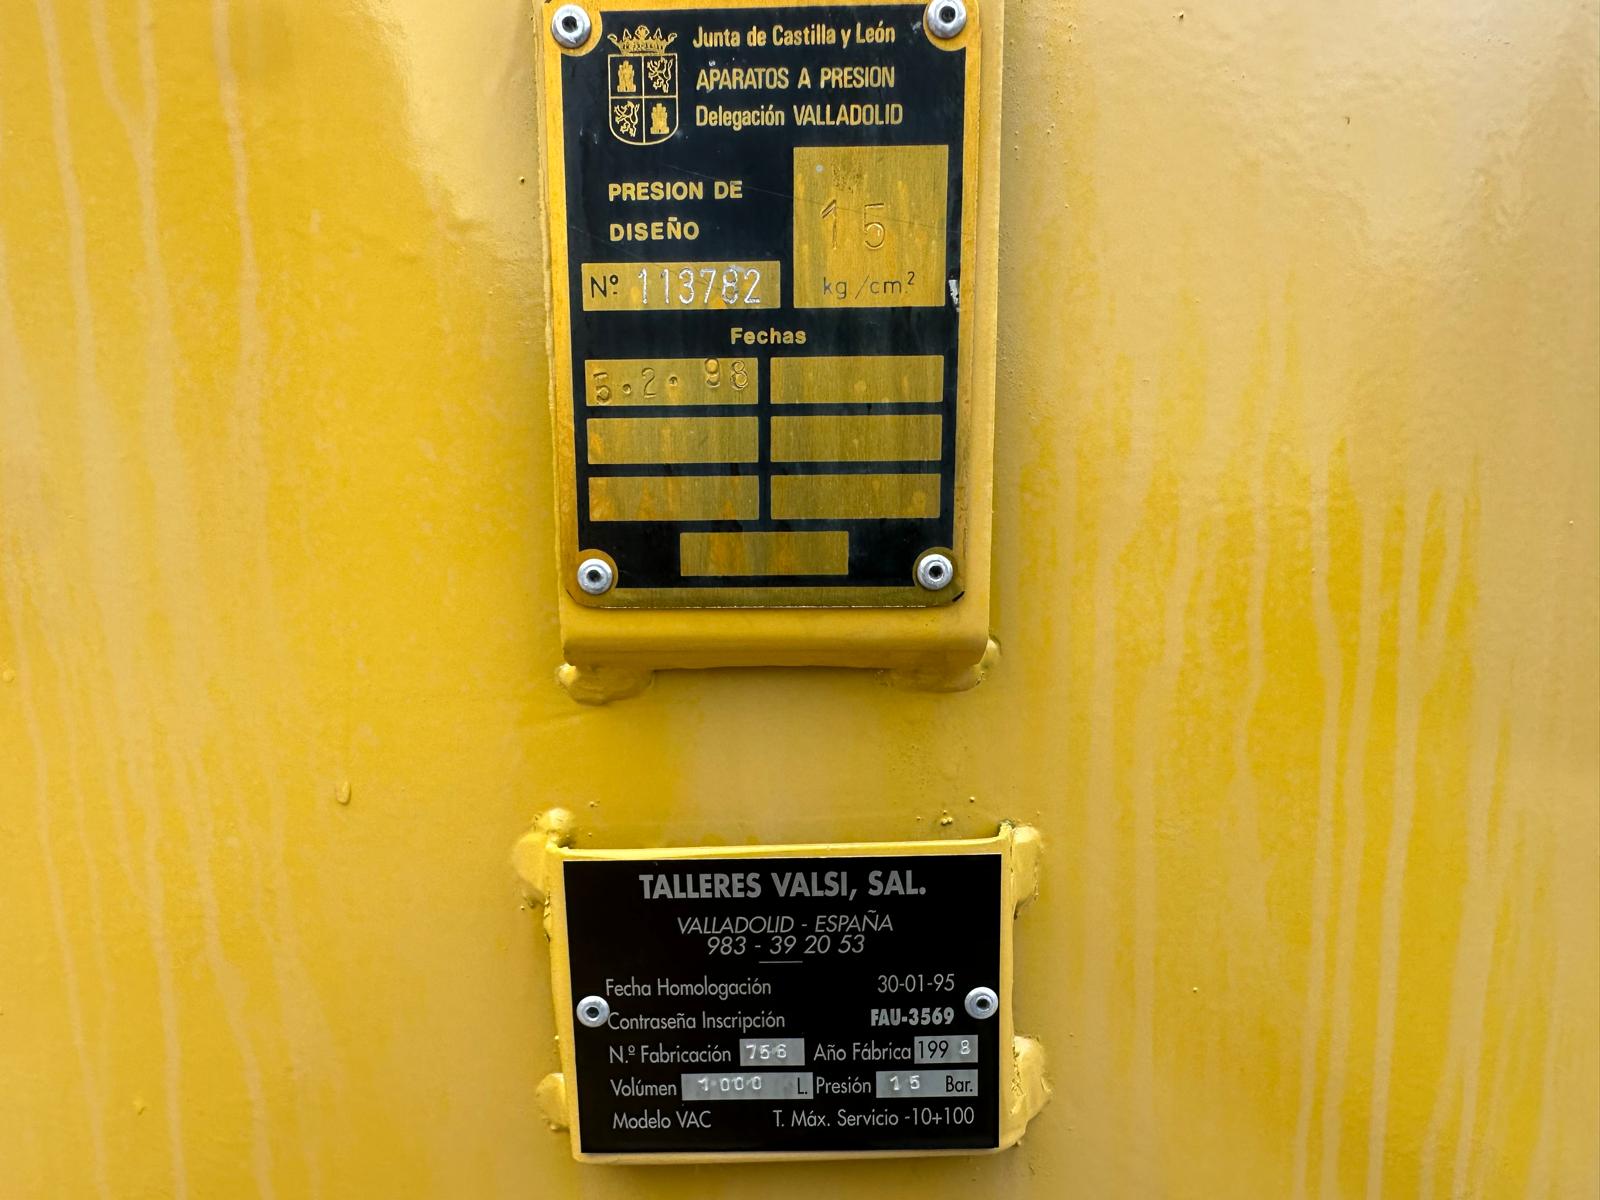 Junta de Castilla y León
APARATOS A PRESION
Delegación VALLADOLID
PRESION DE
DISEÑO
15
kg/cm²
Nº 113782
Fechas
5.2.98
TALLERES VALSI, SAL.
VALLADOLID - ESPAÑA
983 - 39 20 53
Fecha Homologación 30-01-95
Contraseña Inscripción FAU-3569
N.º Fabricación 756 Año Fábrica 1998
Volúmen 1000 L. Presión 15 Bar.
Modelo VAC T. Máx. Servicio -10+100